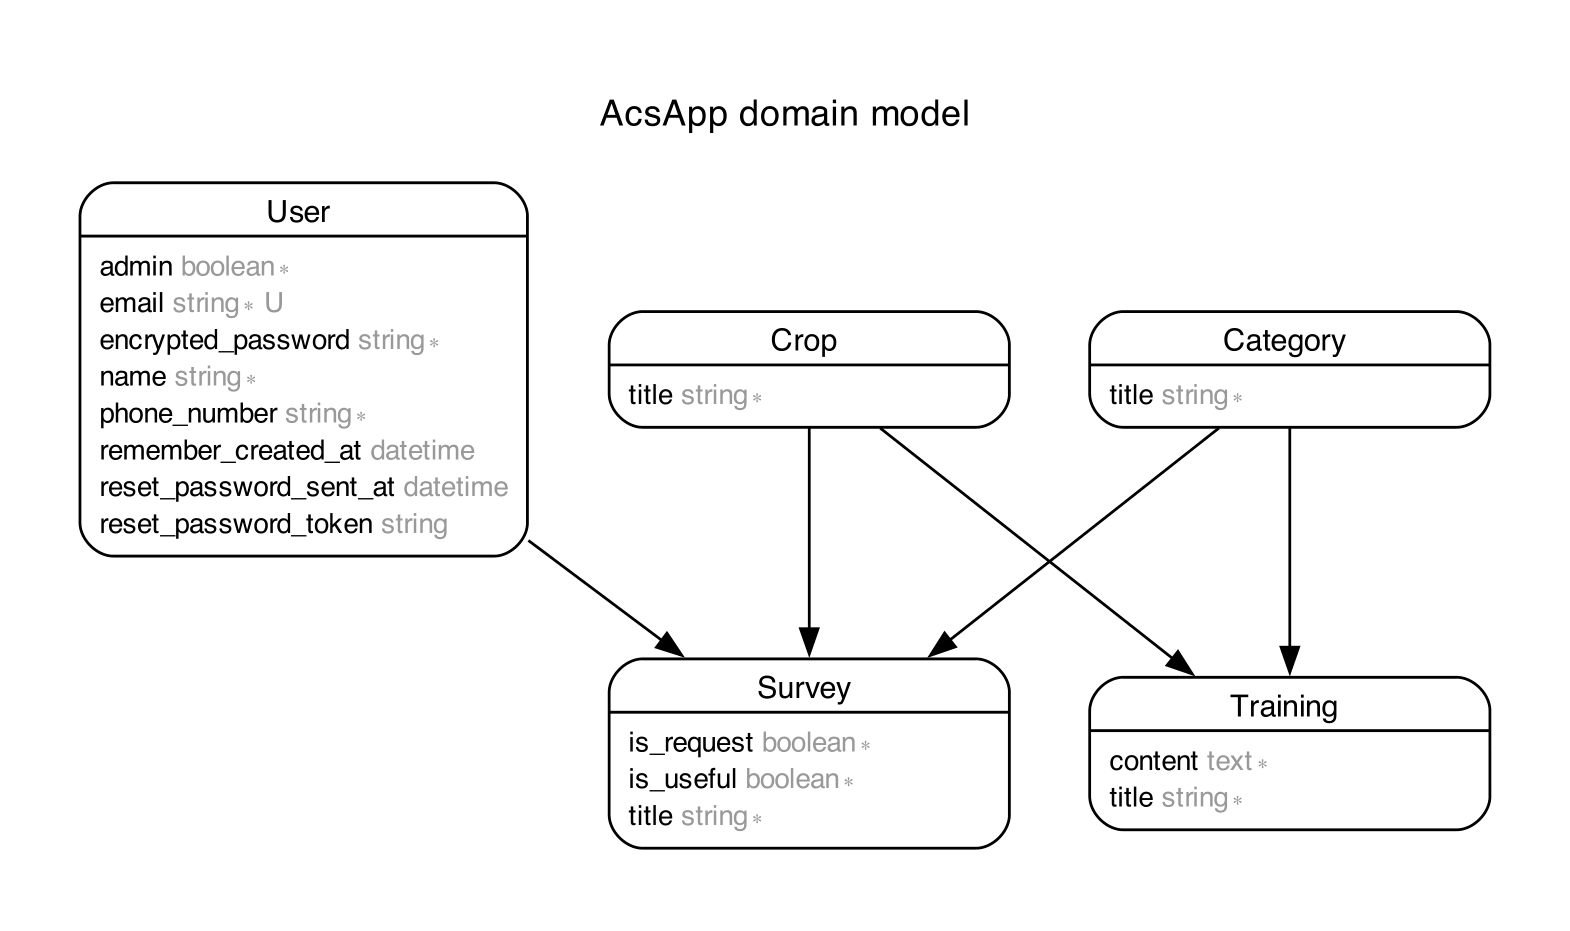 AcsApp domain model
User
admin boolean ∗
email string ∗ U
encrypted_password string ∗
name string ∗
phone_number string ∗
remember_created_at datetime
reset_password_sent_at datetime
reset_password_token string
Crop
title string ∗
Category
title string ∗
Survey
is_request boolean ∗
is_useful boolean ∗
title string ∗
Training
content text ∗
title string ∗